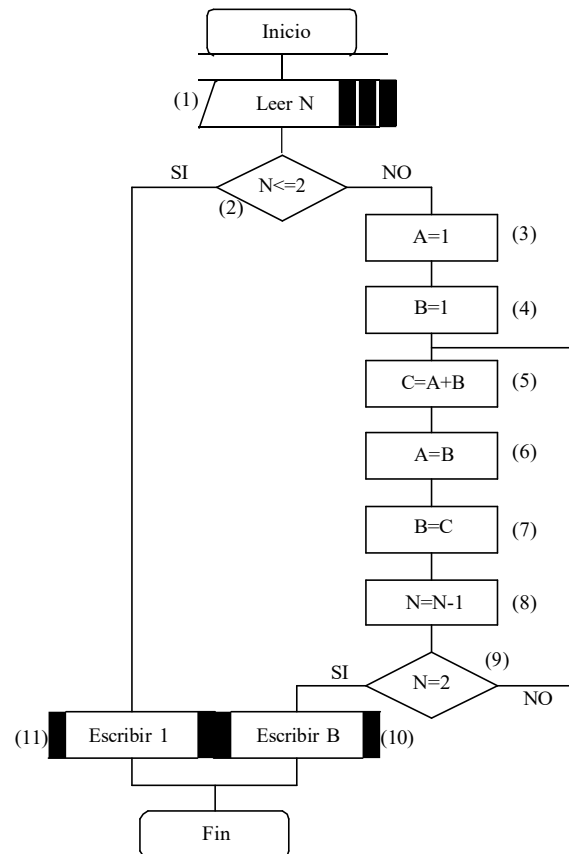 Inicio
(1) Leer N
SI N<=2 NO
(2)
A=1 (3)
B=1 (4)
C=A+B (5)
A=B (6)
B=C (7)
N=N-1 (8)
(9)
SI N=2 NO
(11) Escribir 1 Escribir B (10)
Fin